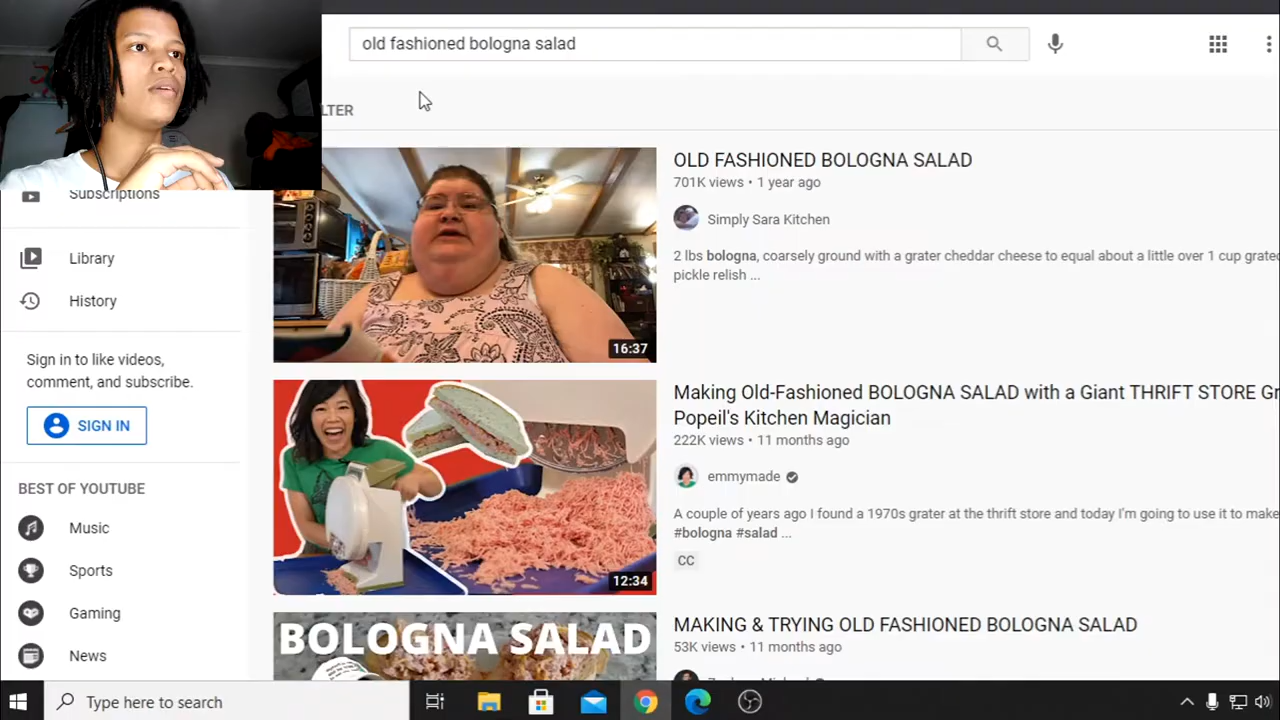 old fashioned bologna salad
LTER
Subscriptions
Library
History
Sign in to like videos,
comment, and subscribe.
SIGN IN
BEST OF YOUTUBE
Music
Sports
Gaming
News
OLD FASHIONED BOLOGNA SALAD
701K views • 1 year ago
Simply Sara Kitchen
2 lbs bologna, coarsely ground with a grater cheddar cheese to equal about a little over 1 cup grated
pickle relish ...
16:37
Making Old-Fashioned BOLOGNA SALAD with a Giant THRIFT STORE Gr
Popeil's Kitchen Magician
222K views • 11 months ago
emmymade
A couple of years ago I found a 1970s grater at the thrift store and today I'm going to use it to make
#bologna #salad ...
CC
12:34
BOLOGNA SALAD
MAKING & TRYING OLD FASHIONED BOLOGNA SALAD
53K views • 11 months ago
Type here to search